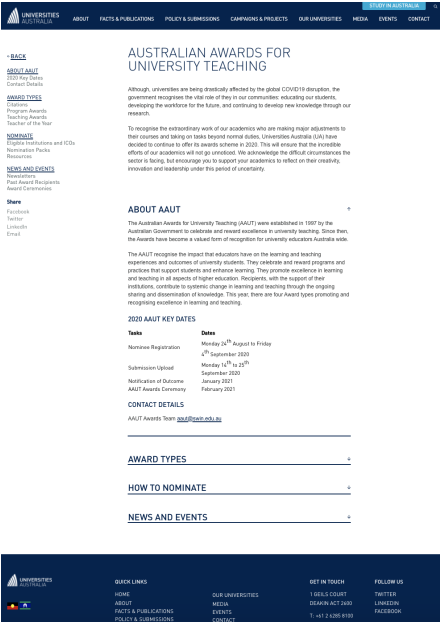 STUDY IN AUSTRALIA
UNIVERSITIES
AUSTRALIA
ABOUT FACTS & PUBLICATIONS POLICY & SUBMISSIONS CAMPAIGNS & PROJECTS OUR UNIVERSITIES MEDIA EVENTS CONTACT
< BACK
ABOUT AAUT
2020 Key Dates
Contact Details
AWARD TYPES
Citations
Program Awards
Teaching Awards
Teacher of the Year
NOMINATE
Eligible Institutions and ICOs
Nomination Packs
Resources
NEWS AND EVENTS
Newsletters
Past Award Recipients
Award Ceremonies
Share
Facebook
Twitter
LinkedIn
Email
AUSTRALIAN AWARDS FOR
UNIVERSITY TEACHING
Although, universities are being drastically affected by the global COVID19 disruption, the
government recognises the vital role of they in our communities: educating our students,
developing the workforce for the future, and continuing to develop new knowledge through our
research.
To recognise the extraordinary work of our academics who are making major adjustments to
their courses and taking on tasks beyond normal duties, Universities Australia (UA) have
decided to continue to offer its awards scheme in 2020. This will ensure that the incredible
efforts of our academics will not go unnoticed. We acknowledge the difficult circumstances the
sector is facing, but encourage you to support your academics to reflect on their creativity,
innovation and leadership under this period of uncertainty.
ABOUT AAUT
The Australian Awards for University Teaching (AAUT) were established in 1997 by the
Australian Government to celebrate and reward excellence in university teaching. Since then,
the Awards have become a valued form of recognition for university educators Australia wide.
The AAUT recognise the impact that educators have on the learning and teaching
experiences and outcomes of university students. They celebrate and reward programs and
practices that support students and enhance learning. They promote excellence in learning
and teaching in all aspects of higher education. Recipients, with the support of their
institutions, contribute to systemic change in learning and teaching through the ongoing
sharing and dissemination of knowledge. This year, there are four Award types promoting and
recognising excellence in learning and teaching.
2020 AAUT KEY DATES
Tasks Dates
Nominee Registration Monday 24th August to Friday
4th September 2020
Submission Upload Monday 14th to 25th
September 2020
Notification of Outcome January 2021
AAUT Awards Ceremony February 2021
CONTACT DETAILS
AAUT Awards Team aaut@swin.edu.au
AWARD TYPES
HOW TO NOMINATE
NEWS AND EVENTS
UNIVERSITIES
AUSTRALIA
QUICK LINKS
HOME
ABOUT
FACTS & PUBLICATIONS
POLICY & SUBMISSIONS
OUR UNIVERSITIES
MEDIA
EVENTS
CONTACT
GET IN TOUCH
1 GEILS COURT
DEAKIN ACT 2600
T: +61 2 6285 8100
FOLLOW US
TWITTER
LINKEDIN
FACEBOOK